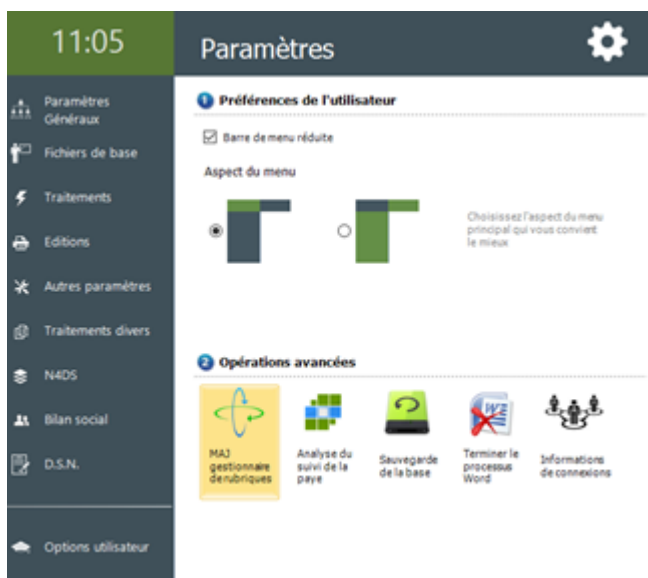 11:05
Paramètres
Paramètres
Généraux
Fichiers de base
Traitements
Editions
Autres paramètres
Traitements divers
N4DS
Bilan social
D.S.N.
Options utilisateur
1 Préférences de l'utilisateur
Barre de menu réduite
Aspect du menu
Choisissez l'aspect du menu
principal qui vous convient
le mieux
2 Opérations avancées
MAJ
gestionnaire
de rubriques
Analyse du
suivi de la
paye
Sauvegarde
de la base
Terminer le
processus
Word
Informations
de connexions